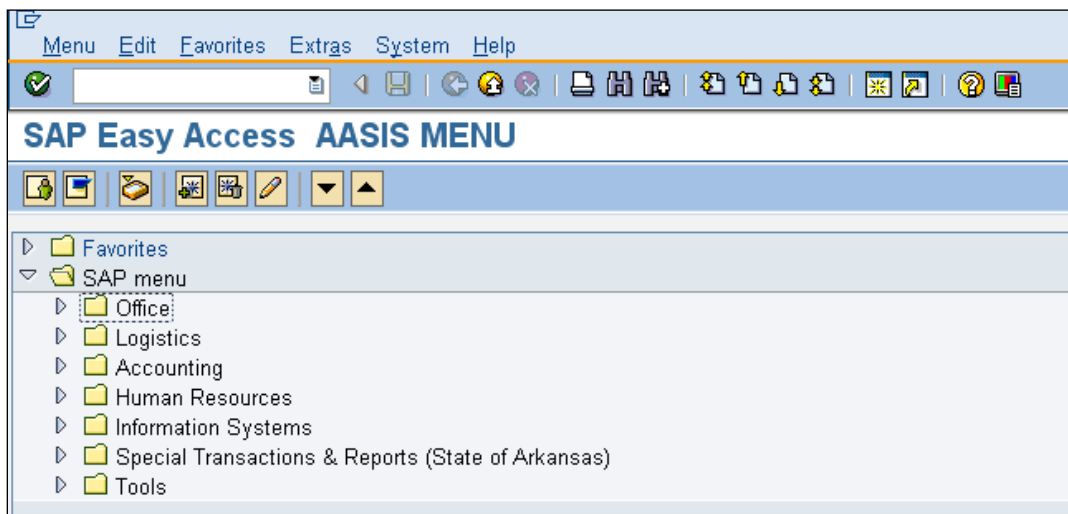 Menu Edit Favorites Extras System Help
SAP Easy Access AASIS MENU
Favorites
SAP menu
Office
Logistics
Accounting
Human Resources
Information Systems
Special Transactions & Reports (State of Arkansas)
Tools